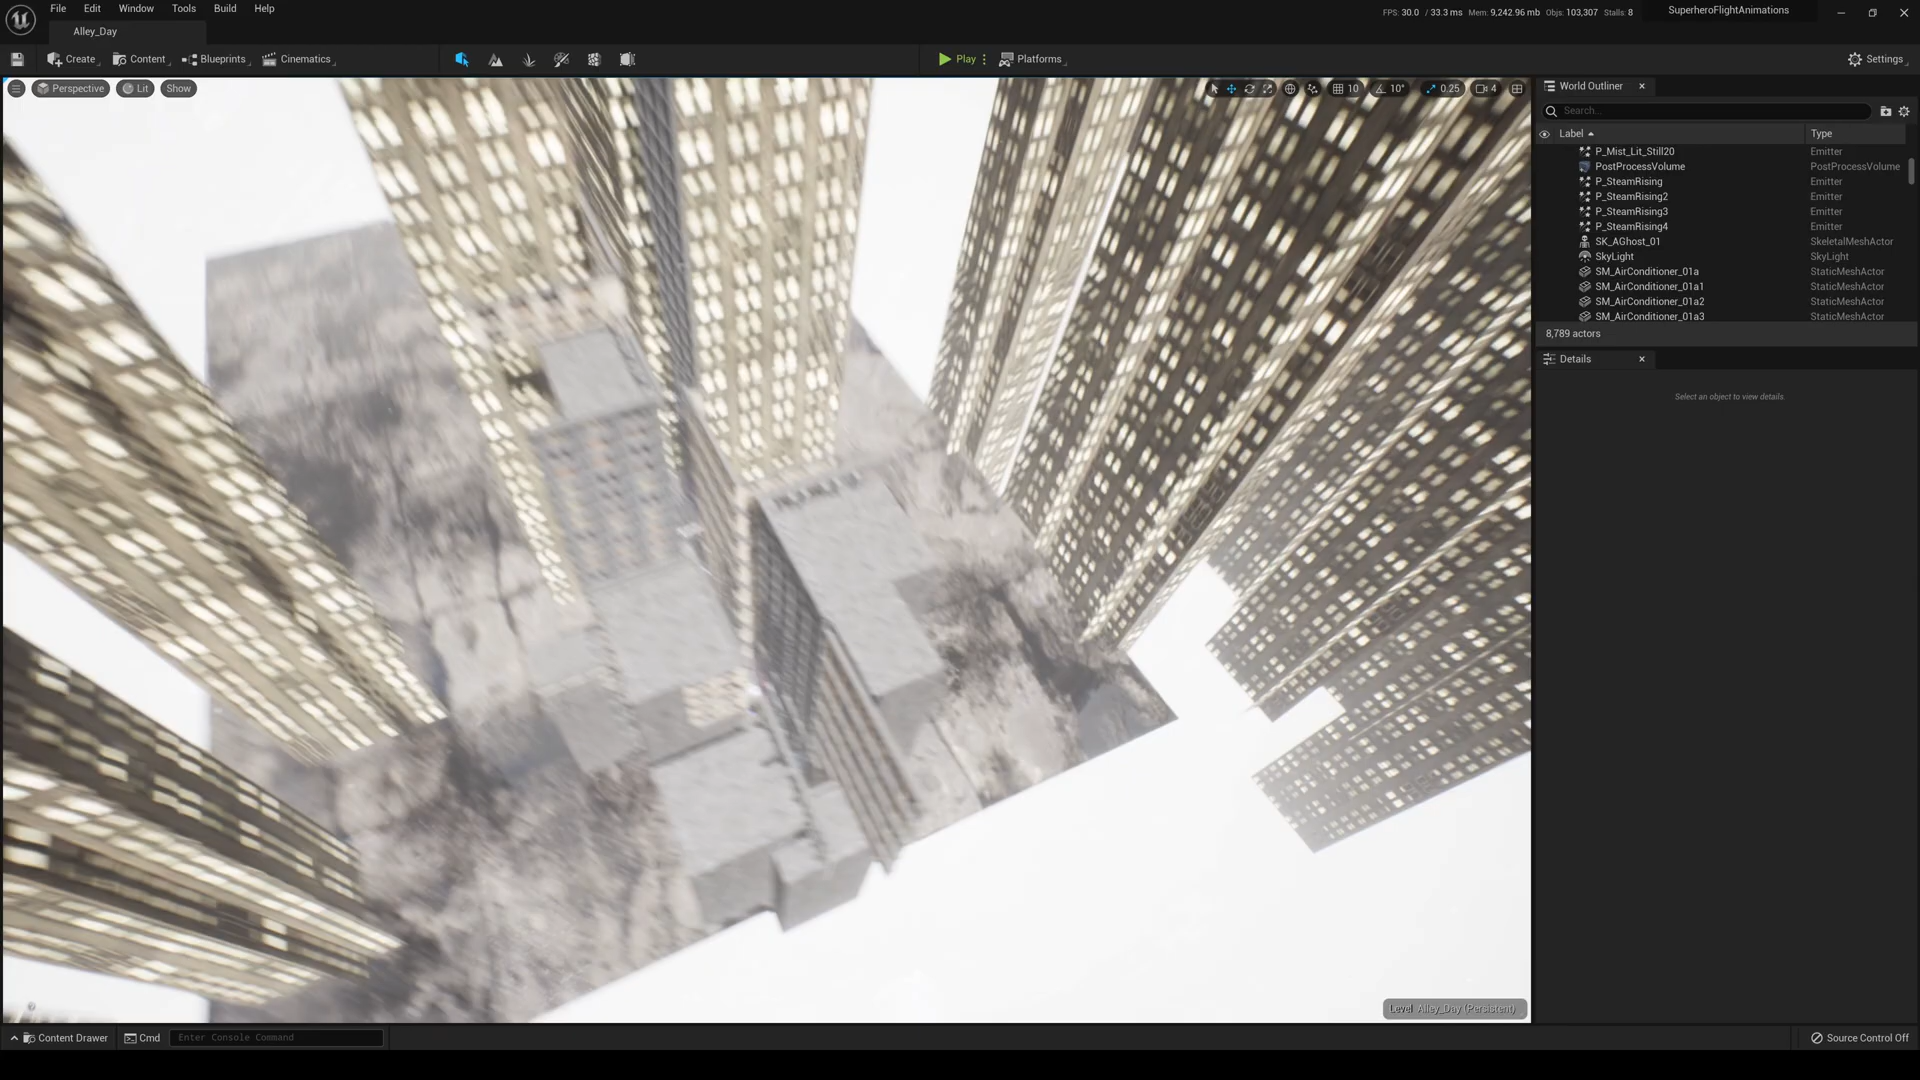 File Edit Window Tools Build Help
FPS: 30.0 / 33.3 ms Mem: 9,242.96 mb Objs: 103,307 Stalls: 8
SuperheroFlightAnimations
Alley_Day
Create
Content
Blueprints
Cinematics
Play
Platforms
Settings
Perspective
Lit
Show
10
10°
0.25
4
World Outliner
Search...
Label
Type
P_Mist_Lit_Still20 Emitter
PostProcessVolume PostProcessVolume
P_SteamRising Emitter
P_SteamRising2 Emitter
P_SteamRising3 Emitter
P_SteamRising4 Emitter
SK_AGhost_01 SkeletalMeshActor
SkyLight SkyLight
SM_AirConditioner_01a StaticMeshActor
SM_AirConditioner_01a1 StaticMeshActor
SM_AirConditioner_01a2 StaticMeshActor
SM_AirConditioner_01a3 StaticMeshActor
8,789 actors
Details
Select an object to view details.
Level: Alley_Day (Persistent)
Content Drawer
Cmd
Enter Console Command
Source Control Off